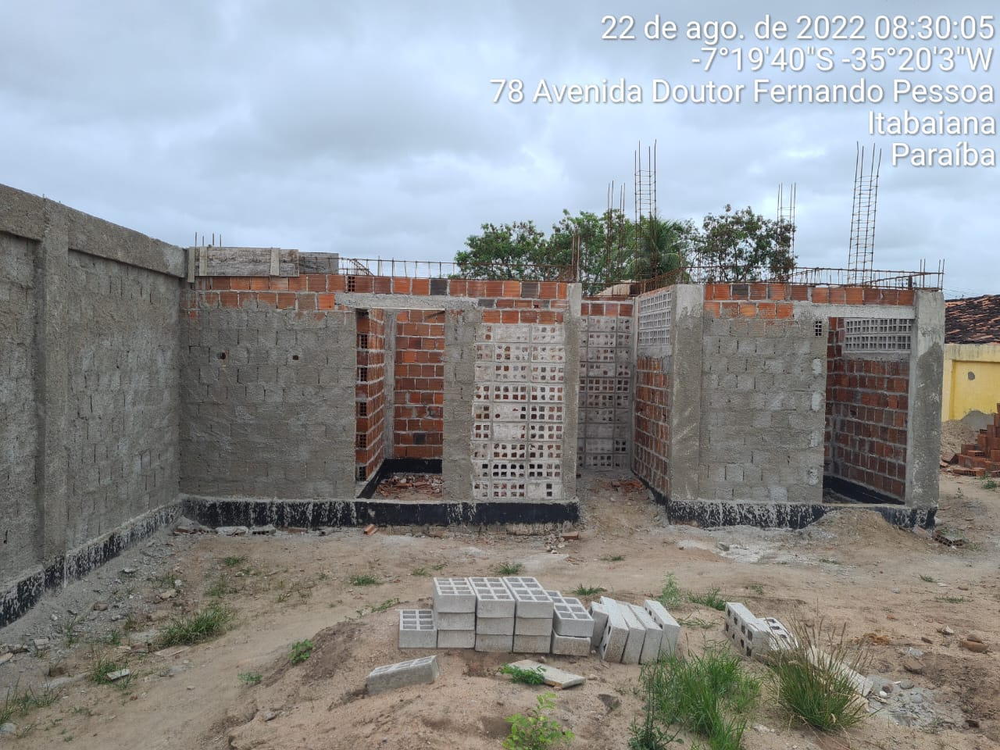 22 de ago. de 2022 08:30:05
-7°19'40"S -35°20'3"W
78 Avenida Doutor Fernando Pessoa
Itabaiana
Paraíba